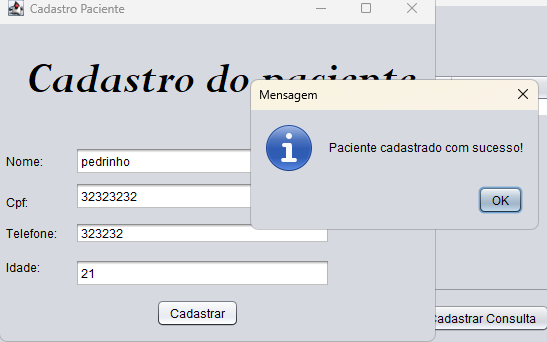 Cadastro Paciente
Cadastro do paciente
Mensagem
Paciente cadastrado com sucesso!
OK
Nome: pedrinho
Cpf: 32323232
Telefone: 323232
Idade: 21
Cadastrar
Cadastrar Consulta